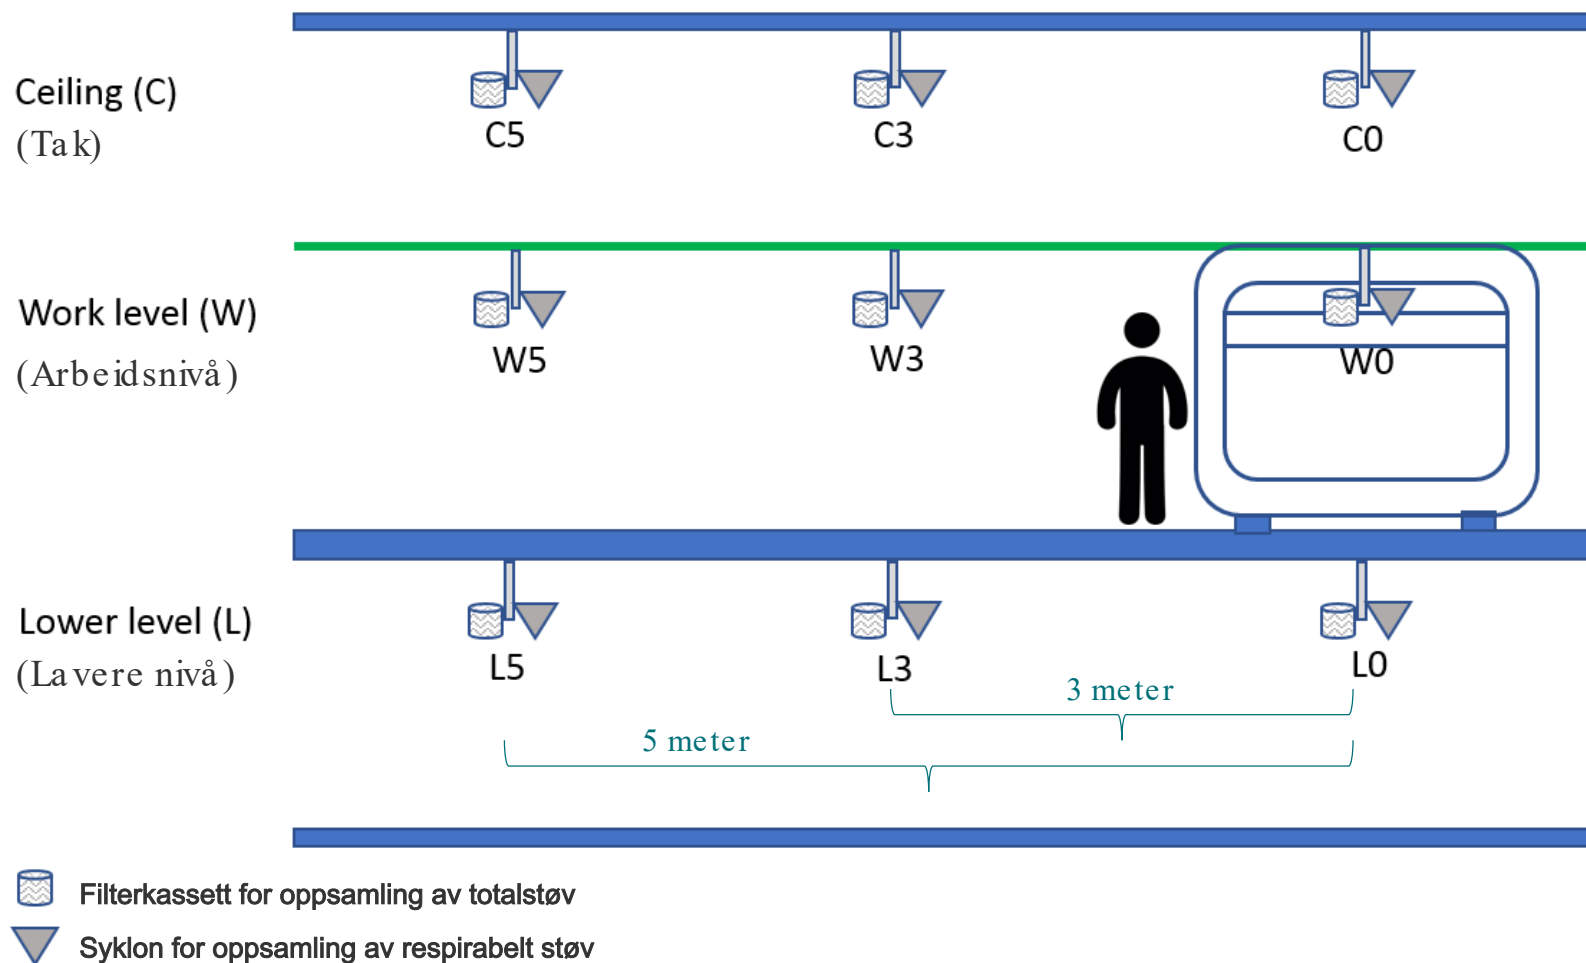 Ceiling (C)
(Tak)
C5
C3
C0
Work level (W)
(Arbeidsnivå)
W5
W3
W0
Lower level (L)
(Lavere nivå)
L5
L3
L0
3 meter
5 meter
Filterkassett for oppsamling av totalstøv
Syklon for oppsamling av respirabelt støv